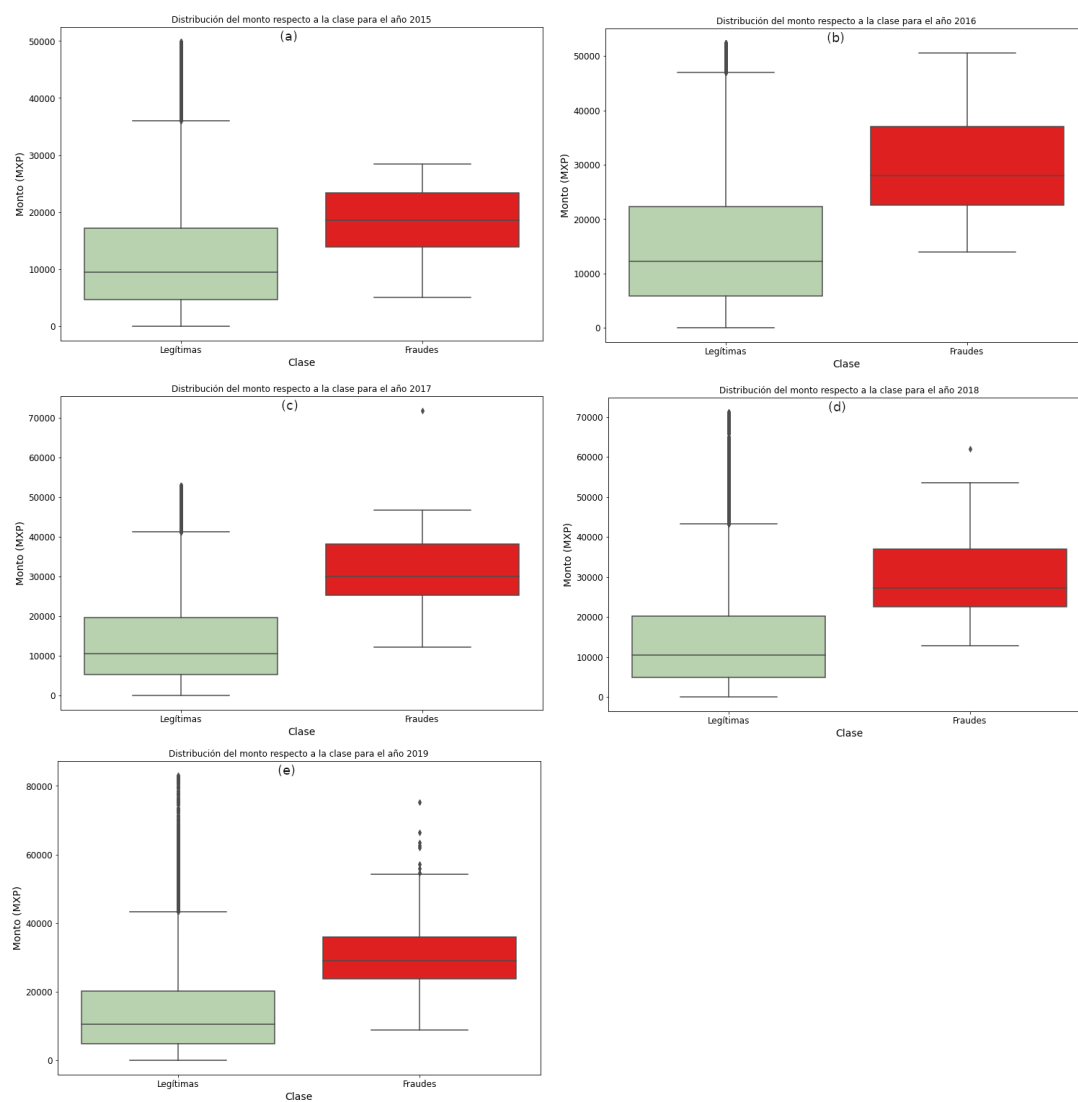 Distribución del monto respecto a la clase para el año 2015
(a)
50000
40000
30000
20000
10000
0
Monto (MXP)
Legítimas
Fraudes
Clase
Distribución del monto respecto a la clase para el año 2016
(b)
50000
40000
30000
20000
10000
0
Monto (MXP)
Legítimas
Fraudes
Clase
Distribución del monto respecto a la clase para el año 2017
(c)
70000
60000
50000
40000
30000
20000
10000
0
Monto (MXP)
Legítimas
Fraudes
Clase
Distribución del monto respecto a la clase para el año 2018
(d)
70000
60000
50000
40000
30000
20000
10000
0
Monto (MXP)
Legítimas
Fraudes
Clase
Distribución del monto respecto a la clase para el año 2019
(e)
80000
60000
40000
20000
0
Monto (MXP)
Legítimas
Fraudes
Clase